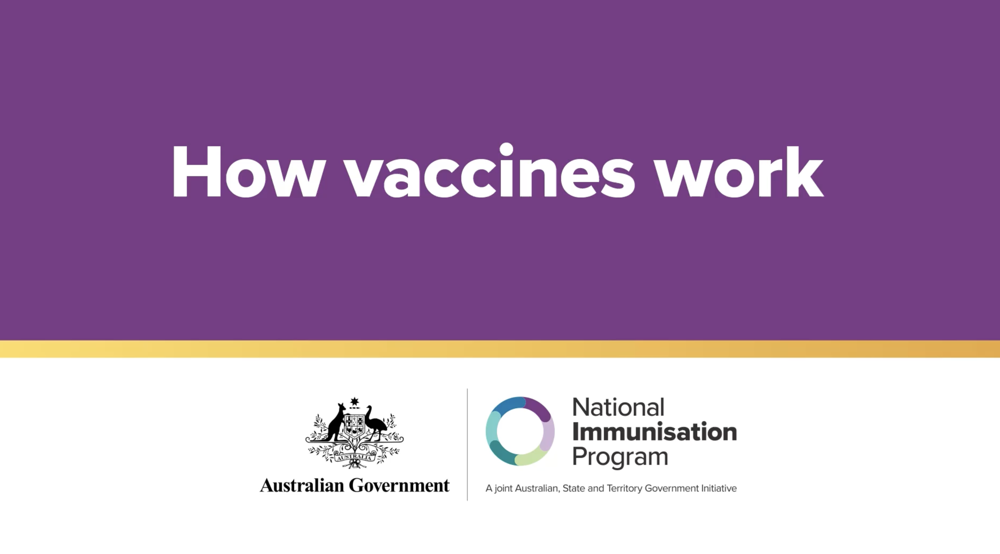 How vaccines work
AUSTRALIA
Australian Government
National
Immunisation
Program
A joint Australian, State and Territory Government Initiative